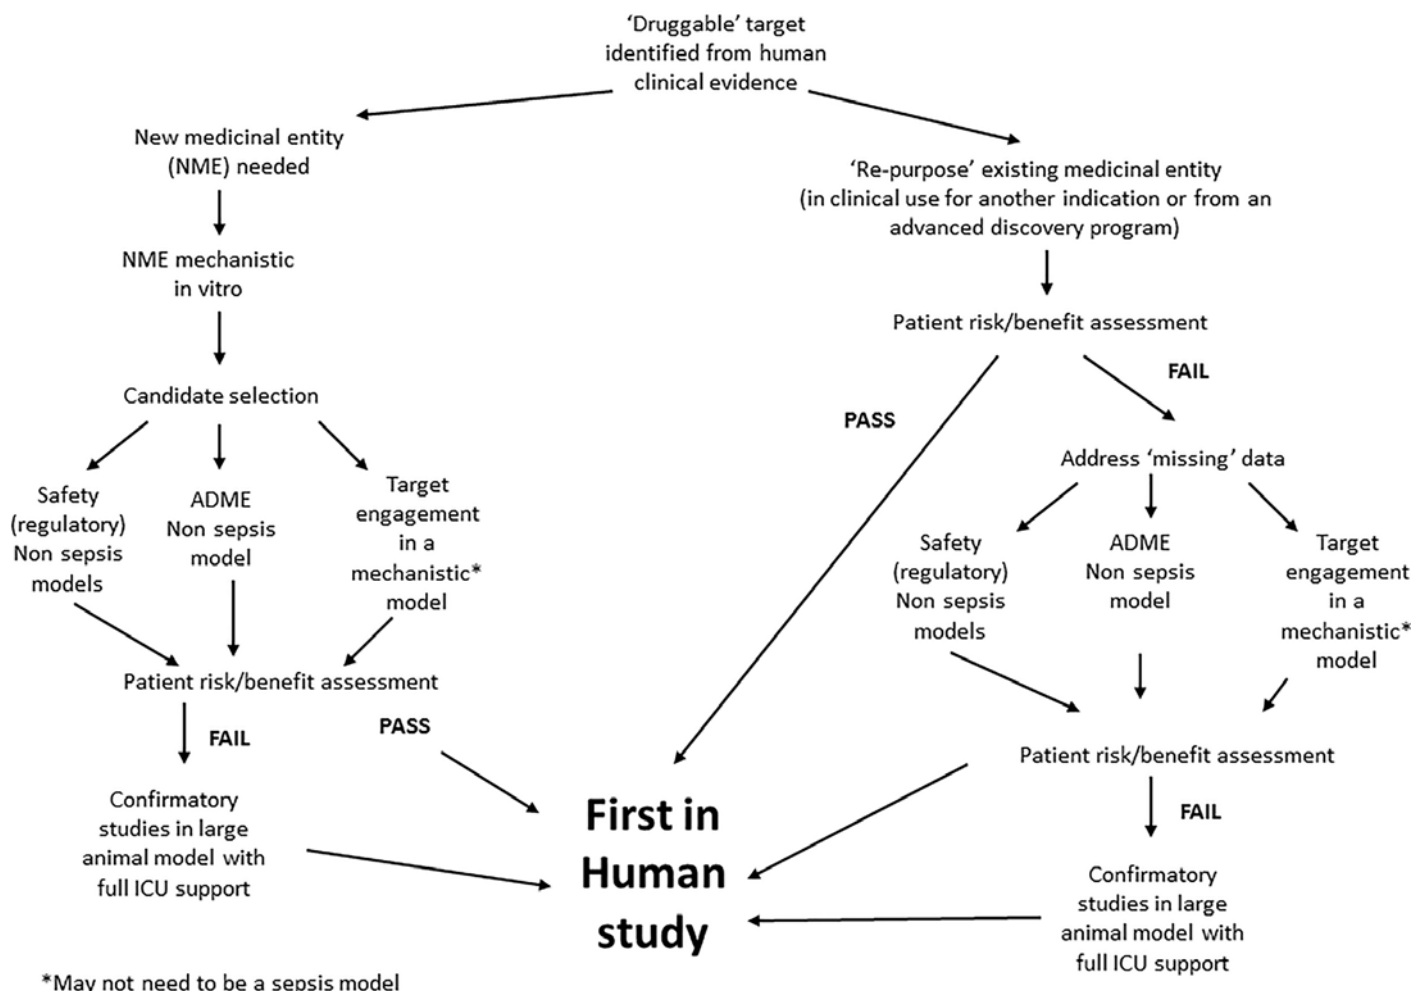 ‘Druggable’ target
identified from human
clinical evidence
New medicinal entity
(NME) needed
‘Re-purpose’ existing medicinal entity
(in clinical use for another indication or from an
advanced discovery program)
NME mechanistic
in vitro
Patient risk/benefit assessment
FAIL
PASS
Candidate selection
Address ‘missing’ data
Safety
(regulatory)
Non sepsis
models
ADME
Non sepsis
model
Target
engagement
in a
mechanistic*
model
Safety
(regulatory)
Non sepsis
models
ADME
Non sepsis
model
Target
engagement
in a
mechanistic*
model
Patient risk/benefit assessment
FAIL
PASS
Patient risk/benefit assessment
FAIL
Confirmatory
studies in large
animal model with
full ICU support
First in
Human
study
Confirmatory
studies in large
animal model with
full ICU support
*May not need to be a sepsis model